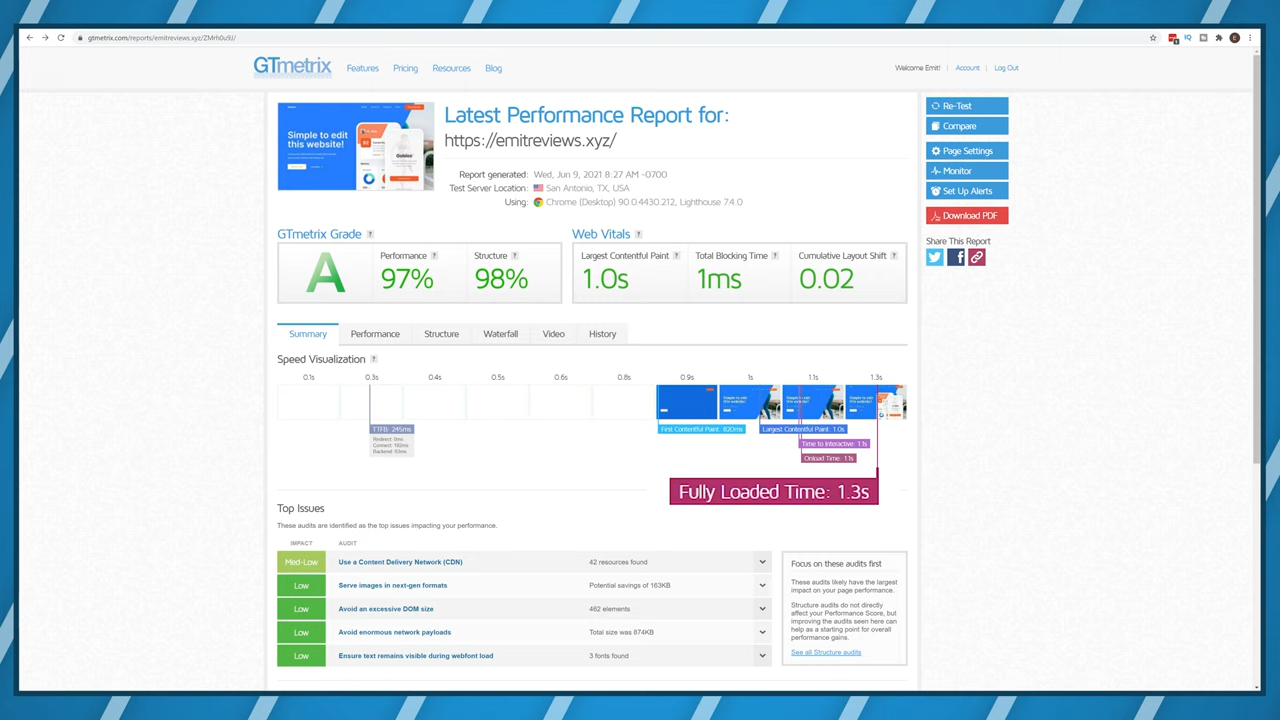 gtmetrix.com/reports/emitreviews.xyz/ZMrh0u9J/
GTmetrix
Features
Pricing
Resources
Blog
Welcome Emit!
Account
Log Out
Simple to edit
this website!
Latest Performance Report for:
https://emitreviews.xyz/
Report generated: Wed, Jun 9, 2021 8:27 AM -0700
Test Server Location: San Antonio, TX, USA
Using: Chrome (Desktop) 90.0.4430.212, Lighthouse 7.4.0
Re-Test
Compare
Page Settings
Monitor
Set Up Alerts
Download PDF
Share This Report
GTmetrix Grade ?
Web Vitals ?
A
Performance ?
97%
Structure ?
98%
Largest Contentful Paint ?
1.0s
Total Blocking Time ?
1ms
Cumulative Layout Shift ?
0.02
Summary
Performance
Structure
Waterfall
Video
History
Speed Visualization ?
0.1s 0.3s 0.4s 0.5s 0.6s 0.8s 0.9s 1s 1.1s 1.3s
TTFB: 245ms
Redirect: 0ms
Connect: 192ms
Backend: 53ms
First Contentful Paint: 820ms
Largest Contentful Paint: 1.0s
Time to Interactive: 1.1s
Onload Time: 1.1s
Fully Loaded Time: 1.3s
Top Issues
These audits are identified as the top issues impacting your performance.
IMPACT AUDIT
Med-Low Use a Content Delivery Network (CDN) 42 resources found
Low Serve images in next-gen formats Potential savings of 163KB
Low Avoid an excessive DOM size 462 elements
Low Avoid enormous network payloads Total size was 874KB
Low Ensure text remains visible during webfont load 3 fonts found
Focus on these audits first
These audits likely have the largest
impact on your page performance.
Structure audits do not directly
affect your Performance Score, but
improving the audits seen here can
help as a starting point for overall
performance gains.
See all Structure audits